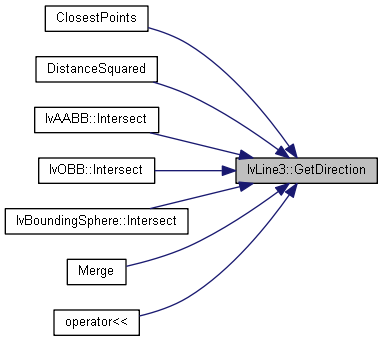 ClosestPoints
DistanceSquared
IvAABB::Intersect
IvOBB::Intersect
IvLine3::GetDirection
IvBoundingSphere::Intersect
Merge
operator<<